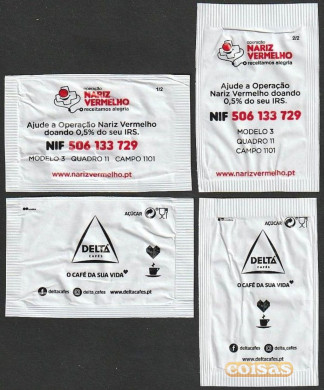 operação
NARIZ
VERMELHO
receitamos alegria
1/2
Ajude a Operação Nariz Vermelho
doando 0,5% do seu IRS.
NIF 506 133 729
MODELO 3 QUADRO 11 CAMPO 1101
www.narizvermelho.pt
operação
NARIZ
VERMELHO
receitamos alegria
2/2
Ajude a Operação
Nariz Vermelho doando
0,5% do seu IRS.
NIF 506 133 729
MODELO 3
QUADRO 11
CAMPO 1101
www.narizvermelho.pt
AÇÚCAR
DELTA
CAFÉS
O CAFÉ DA SUA VIDA
deltacafes
@delta_cafes
deltacafes.pt
AÇÚCAR
DELTA
CAFÉS
O CAFÉ DA SUA VIDA
deltacafes
@delta_cafes
deltacafes.pt
coisas